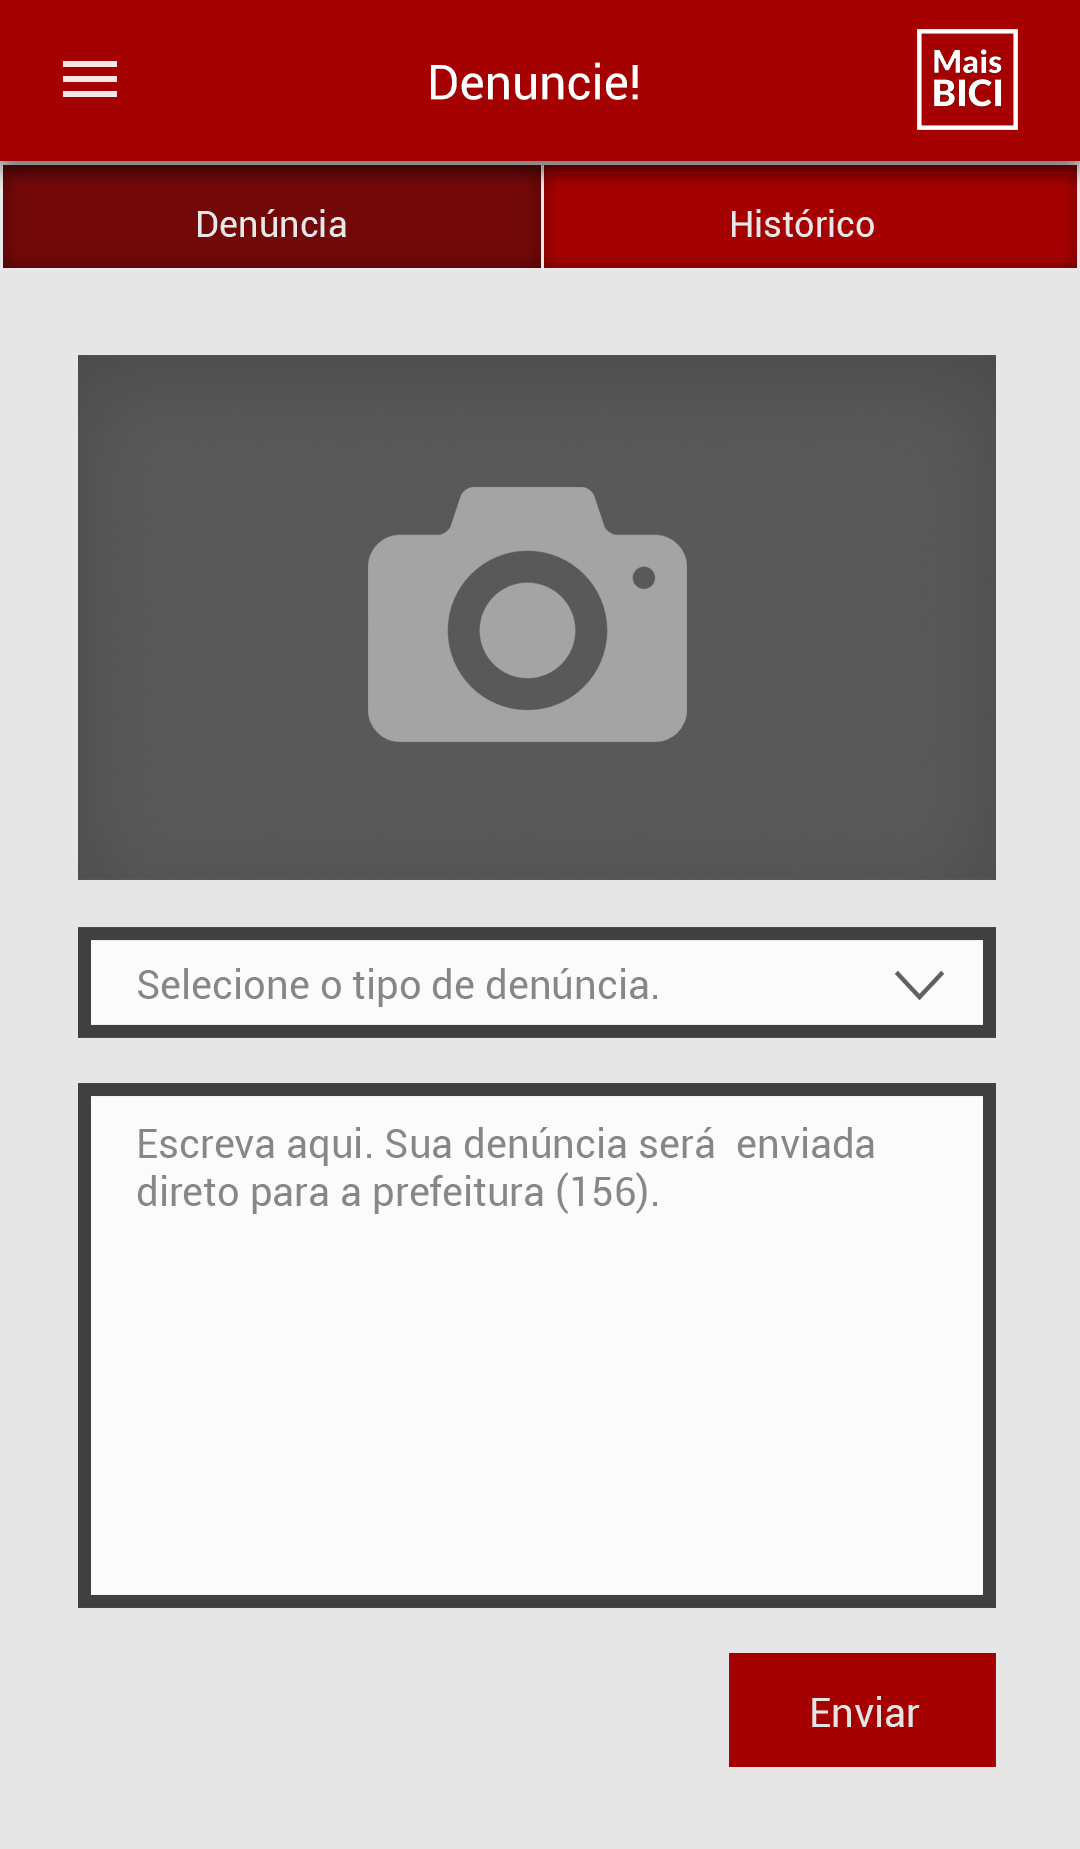 Denuncie!
Mais
BICI
Denúncia
Histórico
Selecione o tipo de denúncia.
Escreva aqui. Sua denúncia será  enviada
direto para a prefeitura (156).
Enviar